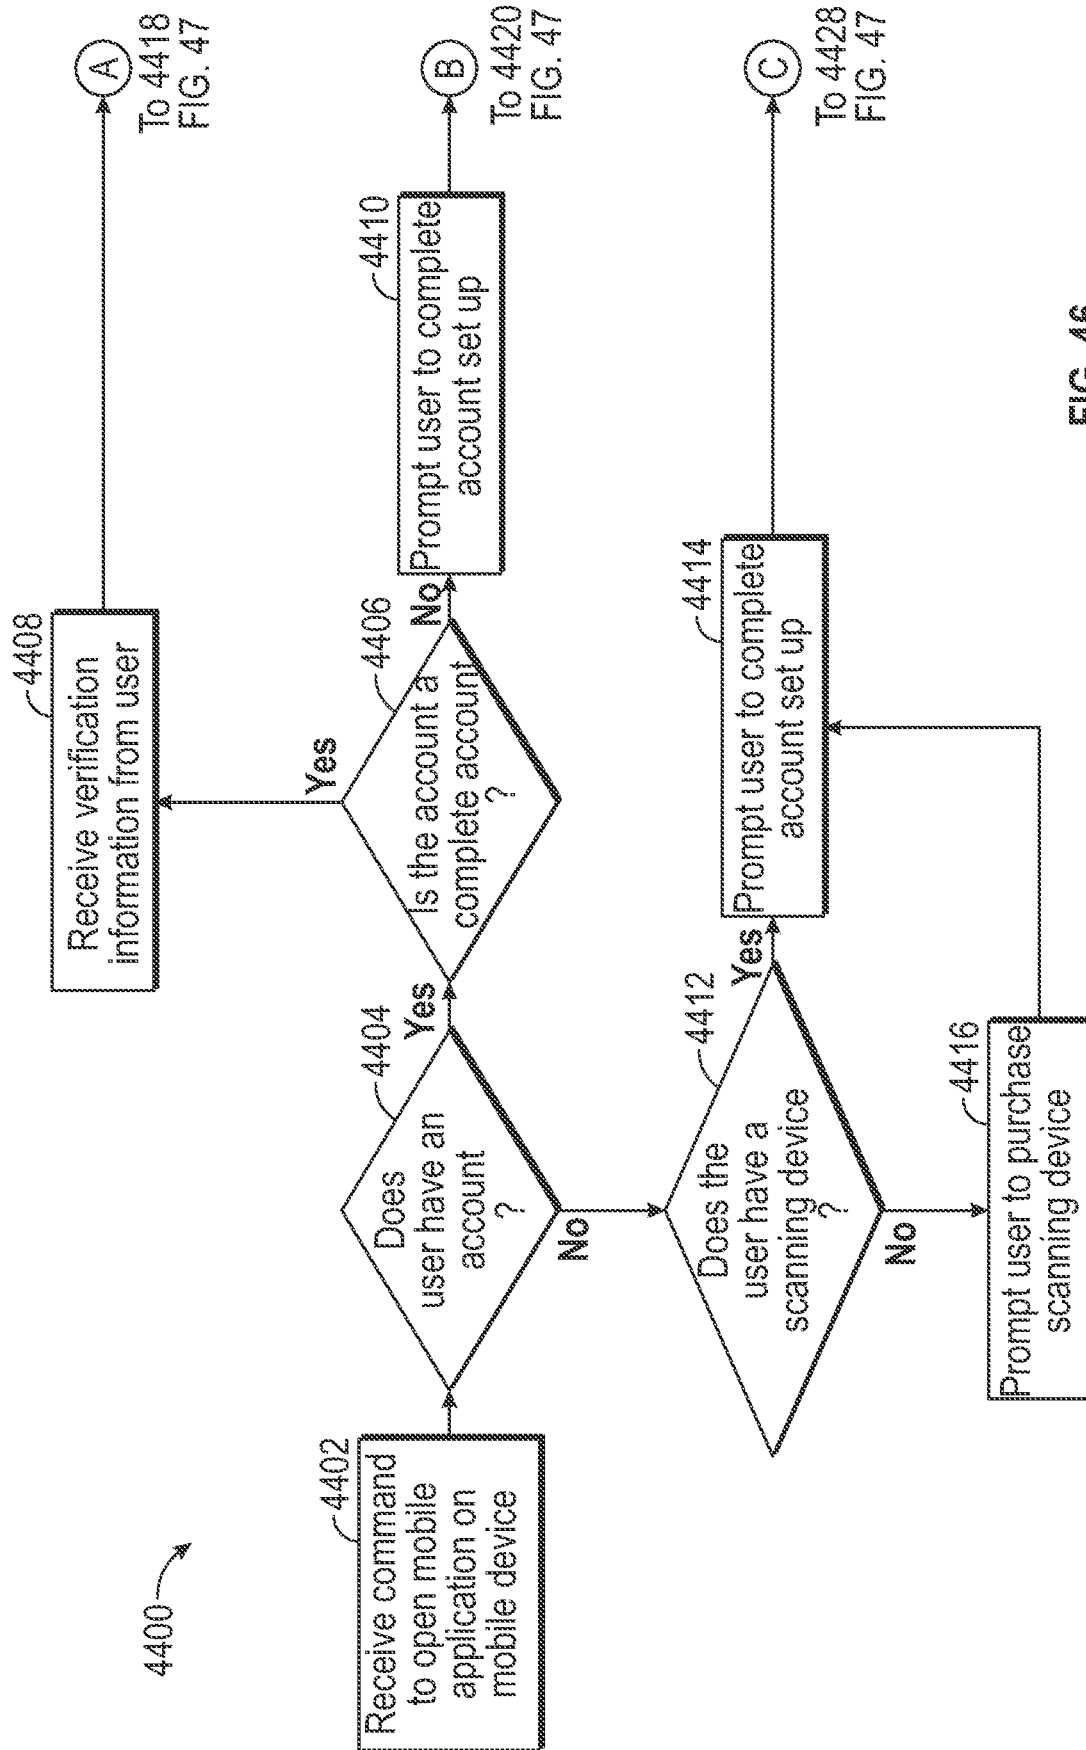 4400
4402
Receive command
to open mobile
application on
mobile device
4404
Does
user have an
account
?
Yes
No
4406
Is the account a
complete account
?
Yes
No
4408
Receive verification
information from user
A
To 4418
FIG. 47
4410
Prompt user to complete
account set up
B
To 4420
FIG. 47
4412
Does the
user have a
scanning device
?
Yes
No
4414
Prompt user to complete
account set up
C
To 4428
FIG. 47
4416
Prompt user to purchase
scanning device
FIG. 46